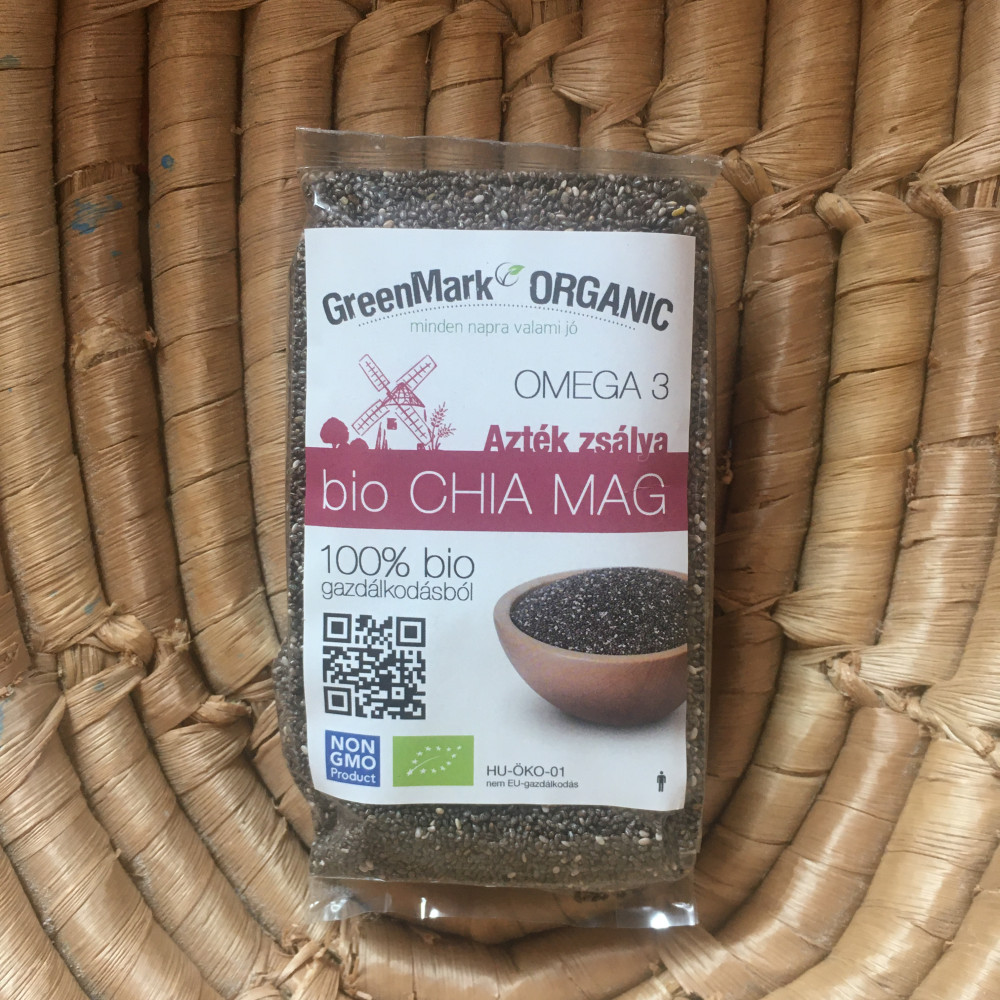 GreenMark ORGANIC
minden napra valami jó
OMEGA 3
Azték zsálya
bio CHIA MAG
100% bio
gazdálkodásból
NON
GMO
Product
HU-ÖKO-01
nem EU-gazdálkodás